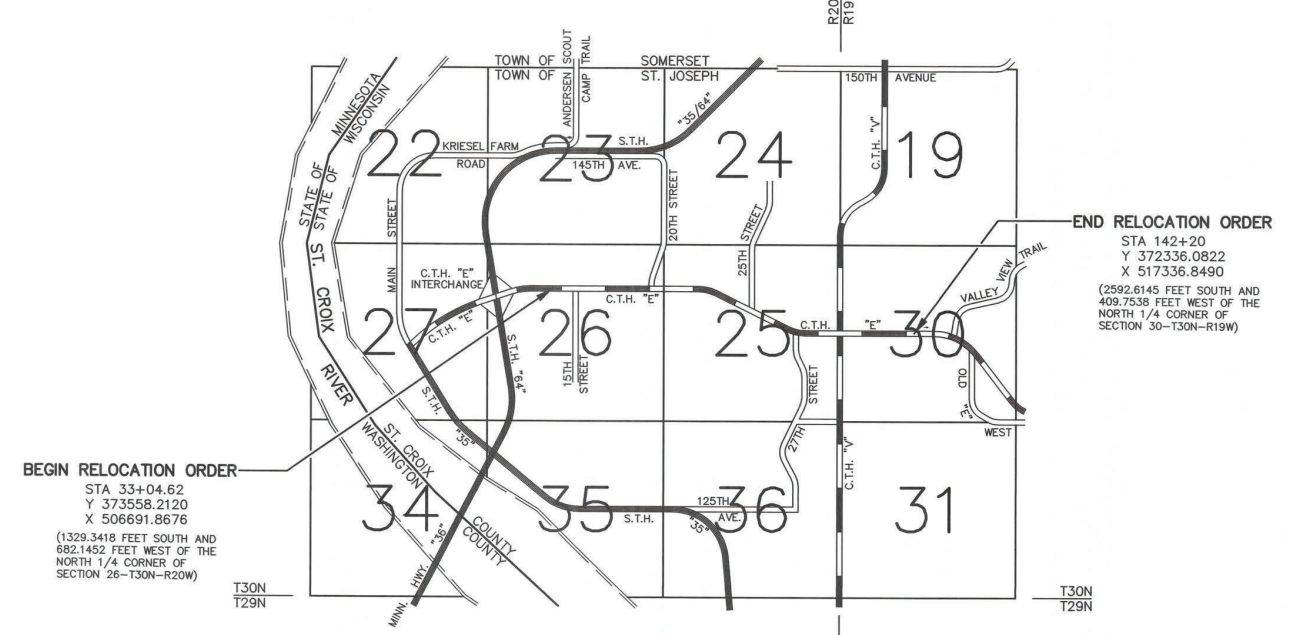 R20
R19
TOWN OF SOMERSET
TOWN OF ST. JOSEPH
ANDERSEN SCOUT
CAMP TRAIL
150TH AVENUE
"35/64"
STATE OF MINNESOTA
STATE OF WISCONSIN
22
KRIESEL FARM
ROAD
23
S.T.H.
145TH AVE.
24
C.T.H. "V"
19
MAIN STREET
20TH STREET
25TH STREET
END RELOCATION ORDER
STA 142+20
Y 372336.0822
X 517336.8490
(2592.6145 FEET SOUTH AND
409.7538 FEET WEST OF THE
NORTH 1/4 CORNER OF
SECTION 30-T30N-R19W)
VALLEY VIEW TRAIL
C.T.H. "E"
INTERCHANGE
C.T.H. "E"
C.T.H. "E"
C.T.H. "E"
27
26
25
30
ST. CROIX RIVER
S.T.H. "64"
15TH
STREET
27TH STREET
OLD "E" WEST
S.T.H. "35"
BEGIN RELOCATION ORDER
STA 33+04.62
Y 373558.2120
X 506691.8676
(1329.3418 FEET SOUTH AND
682.1452 FEET WEST OF THE
NORTH 1/4 CORNER OF
SECTION 26-T30N-R20W)
ST. CROIX COUNTY
WASHINGTON COUNTY
34
35
36
31
S.T.H. "35"
125TH AVE.
C.T.H. "V"
MINN. HWY. "36"
T30N
T29N
T30N
T29N